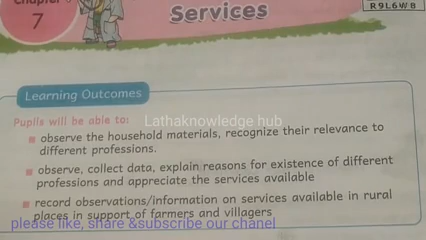 Chapter
7
Services
R9L6W8
Learning Outcomes
Pupils will be able to:
Lathaknowledge hub
observe the household materials, recognize their relevance to
different professions.
observe, collect data, explain reasons for existence of different
professions and appreciate the services available
record observations/information on services available in rural
places in support of farmers and villagers
please like, share &subscribe our chanel